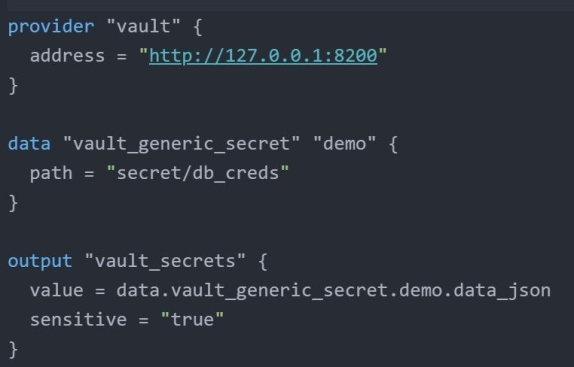 provider "vault" {
  address = "http://127.0.0.1:8200"
}
data "vault_generic_secret" "demo" {
  path = "secret/db_creds"
}
output "vault_secrets" {
  value = data.vault_generic_secret.demo.data_json
  sensitive = "true"
}